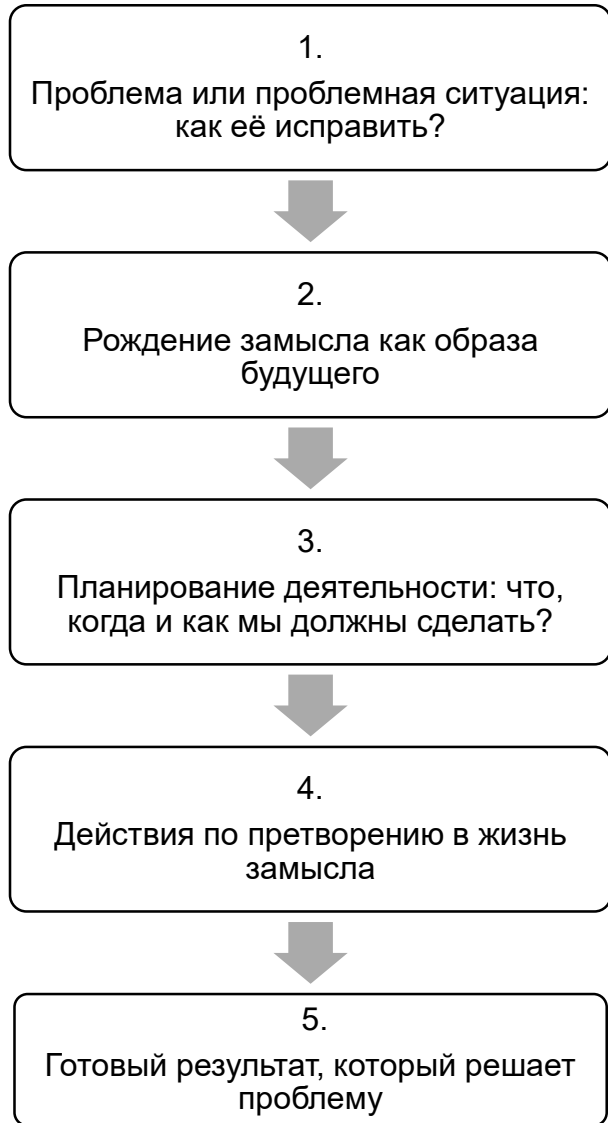 1.
Проблема или проблемная ситуация:
как её исправить?
2.
Рождение замысла как образа
будущего
3.
Планирование деятельности: что,
когда и как мы должны сделать?
4.
Действия по претворению в жизнь
замысла
5.
Готовый результат, который решает
проблему